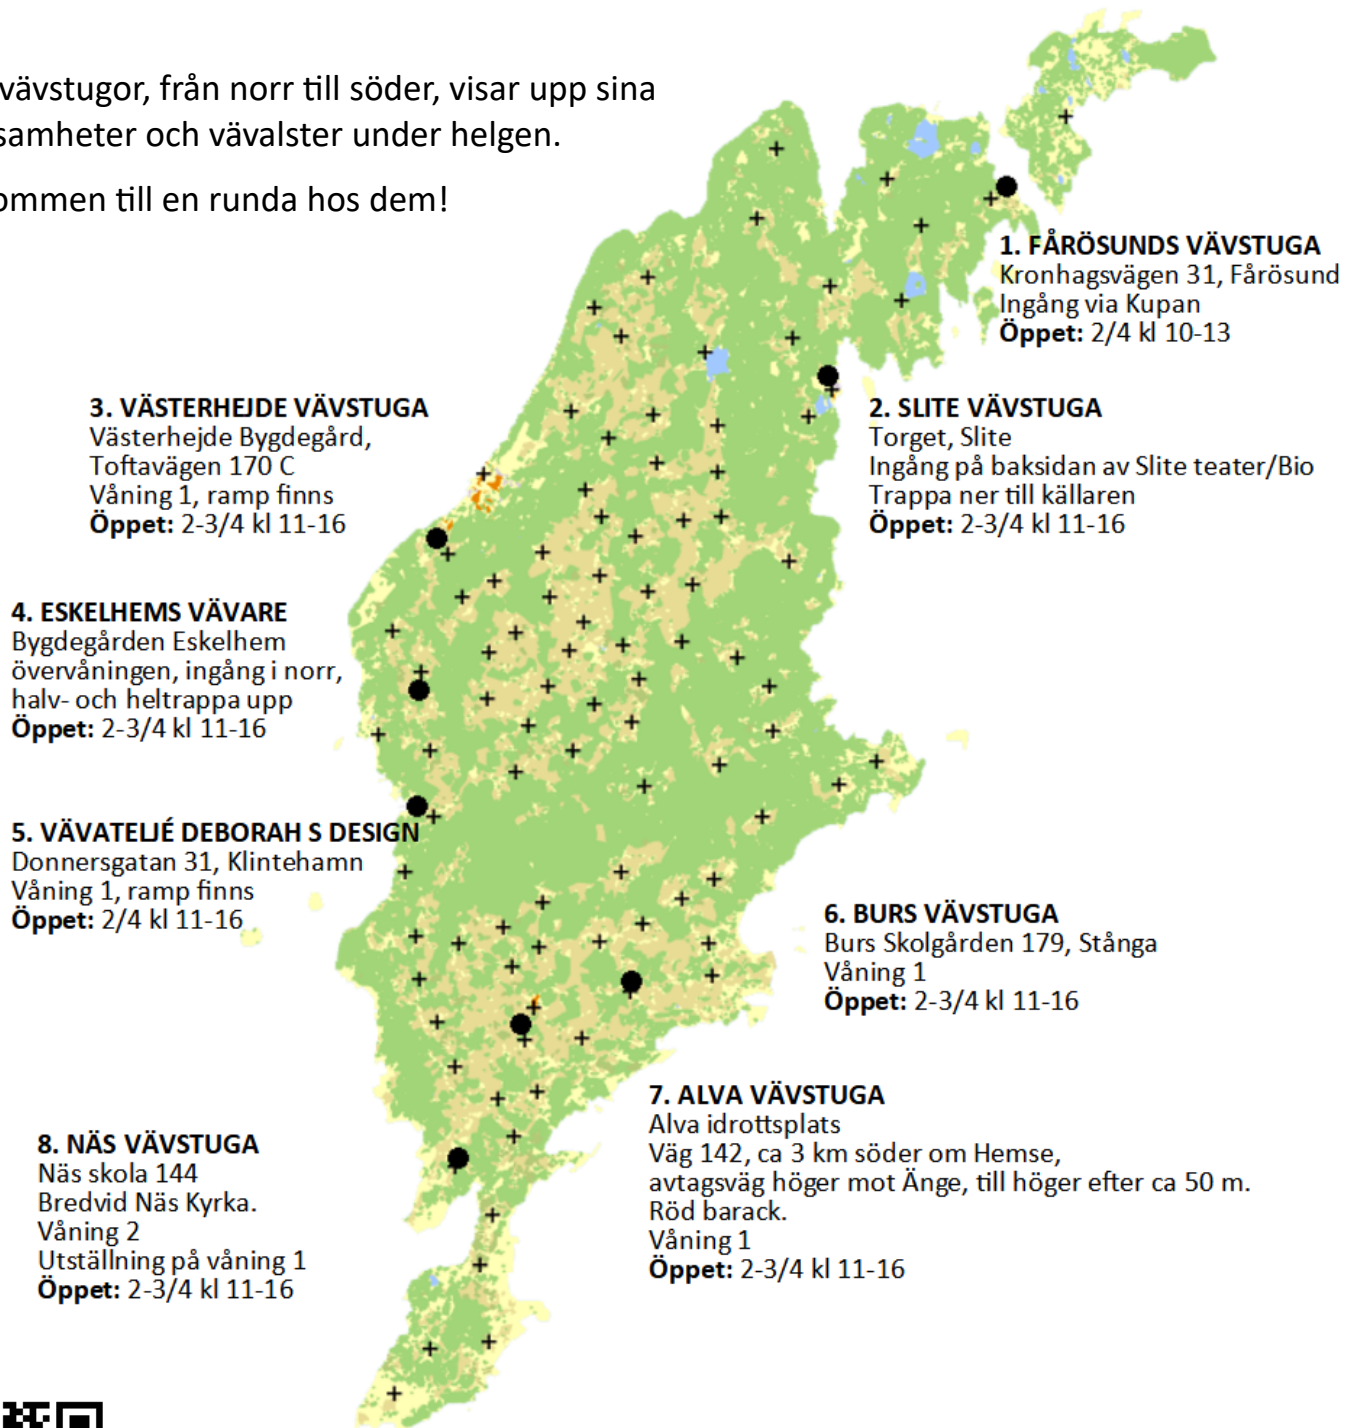 vävstugor, från norr till söder, visar upp sina
samheter och vävalster under helgen.
ommen till en runda hos dem!
1. FÅRÖSUNDS VÄVSTUGA
Kronhagsvägen 31, Fårösund
Ingång via Kupan
Öppet: 2/4 kl 10-13
2. SLITE VÄVSTUGA
Torget, Slite
Ingång på baksidan av Slite teater/Bio
Trappa ner till källaren
Öppet: 2-3/4 kl 11-16
3. VÄSTERHEJDE VÄVSTUGA
Västerhejde Bygdegård,
Toftavägen 170 C
Våning 1, ramp finns
Öppet: 2-3/4 kl 11-16
4. ESKELHEMS VÄVARE
Bygdegården Eskelhem
övervåningen, ingång i norr,
halv- och heltrappa upp
Öppet: 2-3/4 kl 11-16
5. VÄVATELJÉ DEBORAH S DESIGN
Donnersgatan 31, Klintehamn
Våning 1, ramp finns
Öppet: 2/4 kl 11-16
6. BURS VÄVSTUGA
Burs Skolgården 179, Stånga
Våning 1
Öppet: 2-3/4 kl 11-16
7. ALVA VÄVSTUGA
Alva idrottsplats
Väg 142, ca 3 km söder om Hemse,
avtagsväg höger mot Änge, till höger efter ca 50 m.
Röd barack.
Våning 1
Öppet: 2-3/4 kl 11-16
8. NÄS VÄVSTUGA
Näs skola 144
Bredvid Näs Kyrka.
Våning 2
Utställning på våning 1
Öppet: 2-3/4 kl 11-16